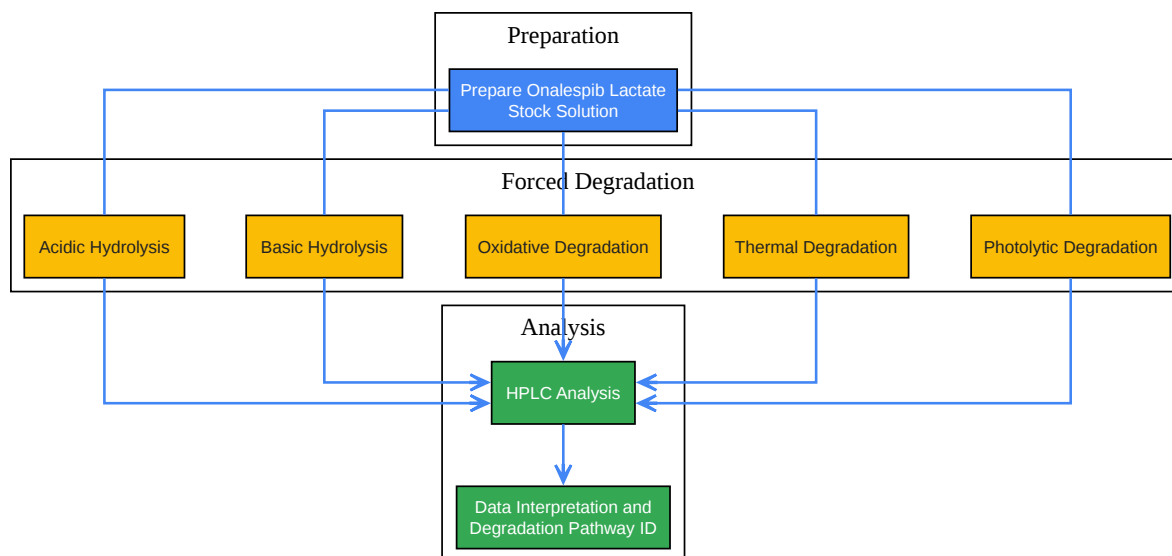 Preparation
Prepare Onalespib Lactate
Stock Solution
Forced Degradation
Acidic Hydrolysis
Basic Hydrolysis
Oxidative Degradation
Thermal Degradation
Photolytic Degradation
Analysis
HPLC Analysis
Data Interpretation and
Degradation Pathway ID